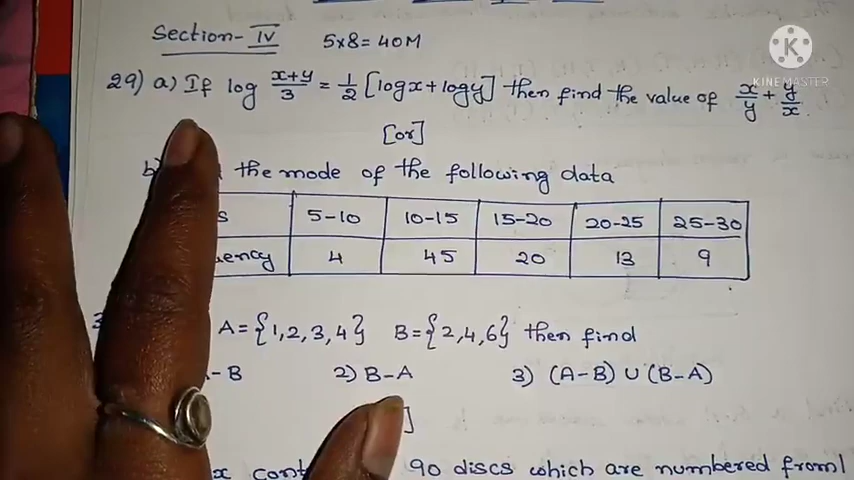 Section-IV 5x8=40M
K
KINEMASTER
29) a) If log x+y/3 = 1/2 [logx+logy] then find the value of x/y + y/x.
[or]
the mode of the following data
5-10 10-15 15-20 20-25 25-30
4 45 20 13 9
A={1,2,3,4} B={2,4,6} then find
-B 2) B-A 3) (A-B)∪(B-A)
90 discs which are numbered from 1